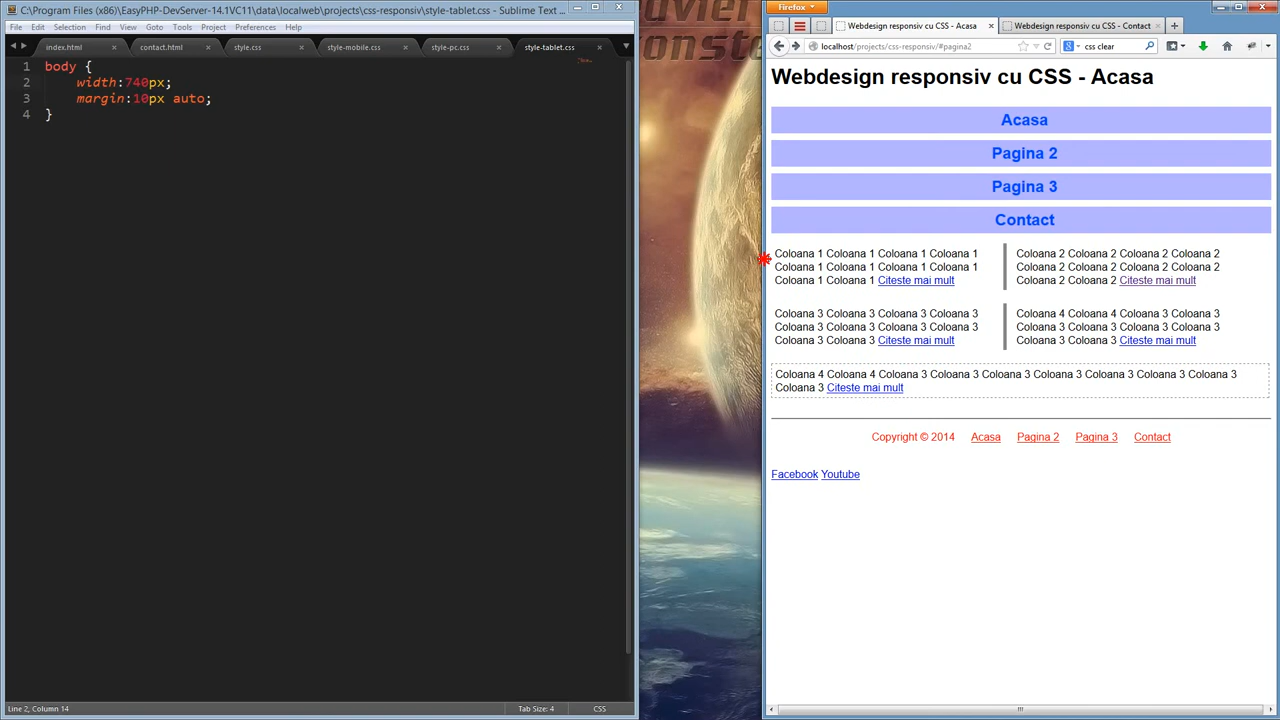 C:\Program Files (x86)\EasyPHP-DevServer-14.1VC11\data\localweb\projects\css-responsiv\style-tablet.css - Sublime Text ...
File Edit Selection Find View Goto Tools Project Preferences Help
index.html contact.html style.css style-mobile.css style-pc.css style-tablet.css
1 body {
2 width:740px;
3 margin:10px auto;
4 }
Line 2, Column 14 Tab Size: 4 CSS
Firefox
Webdesign responsiv cu CSS - Acasa Webdesign responsiv cu CSS - Contact
localhost/projects/css-responsiv/#pagina2 css clear
Webdesign responsiv cu CSS - Acasa
Acasa
Pagina 2
Pagina 3
Contact
Coloana 1 Coloana 1 Coloana 1 Coloana 1
Coloana 1 Coloana 1 Coloana 1 Coloana 1
Coloana 1 Coloana 1 Citeste mai mult
Coloana 2 Coloana 2 Coloana 2 Coloana 2
Coloana 2 Coloana 2 Coloana 2 Coloana 2
Coloana 2 Coloana 2 Citeste mai mult
Coloana 3 Coloana 3 Coloana 3 Coloana 3
Coloana 3 Coloana 3 Coloana 3 Coloana 3
Coloana 3 Coloana 3 Citeste mai mult
Coloana 4 Coloana 4 Coloana 3 Coloana 3
Coloana 3 Coloana 3 Coloana 3 Coloana 3
Coloana 3 Coloana 3 Citeste mai mult
Coloana 4 Coloana 4 Coloana 3 Coloana 3 Coloana 3 Coloana 3 Coloana 3 Coloana 3 Coloana 3
Coloana 3 Citeste mai mult
Copyright © 2014 Acasa Pagina 2 Pagina 3 Contact
Facebook Youtube